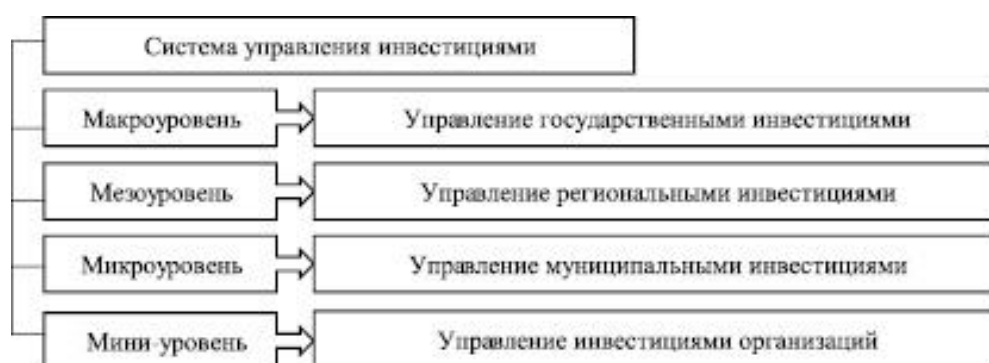 Система управления инвестициями
Макроуровень
Управление государственными инвестициями
Мезоуровень
Управление региональными инвестициями
Микроуровень
Управление муниципальными инвестициями
Мини-уровень
Управление инвестициями организаций